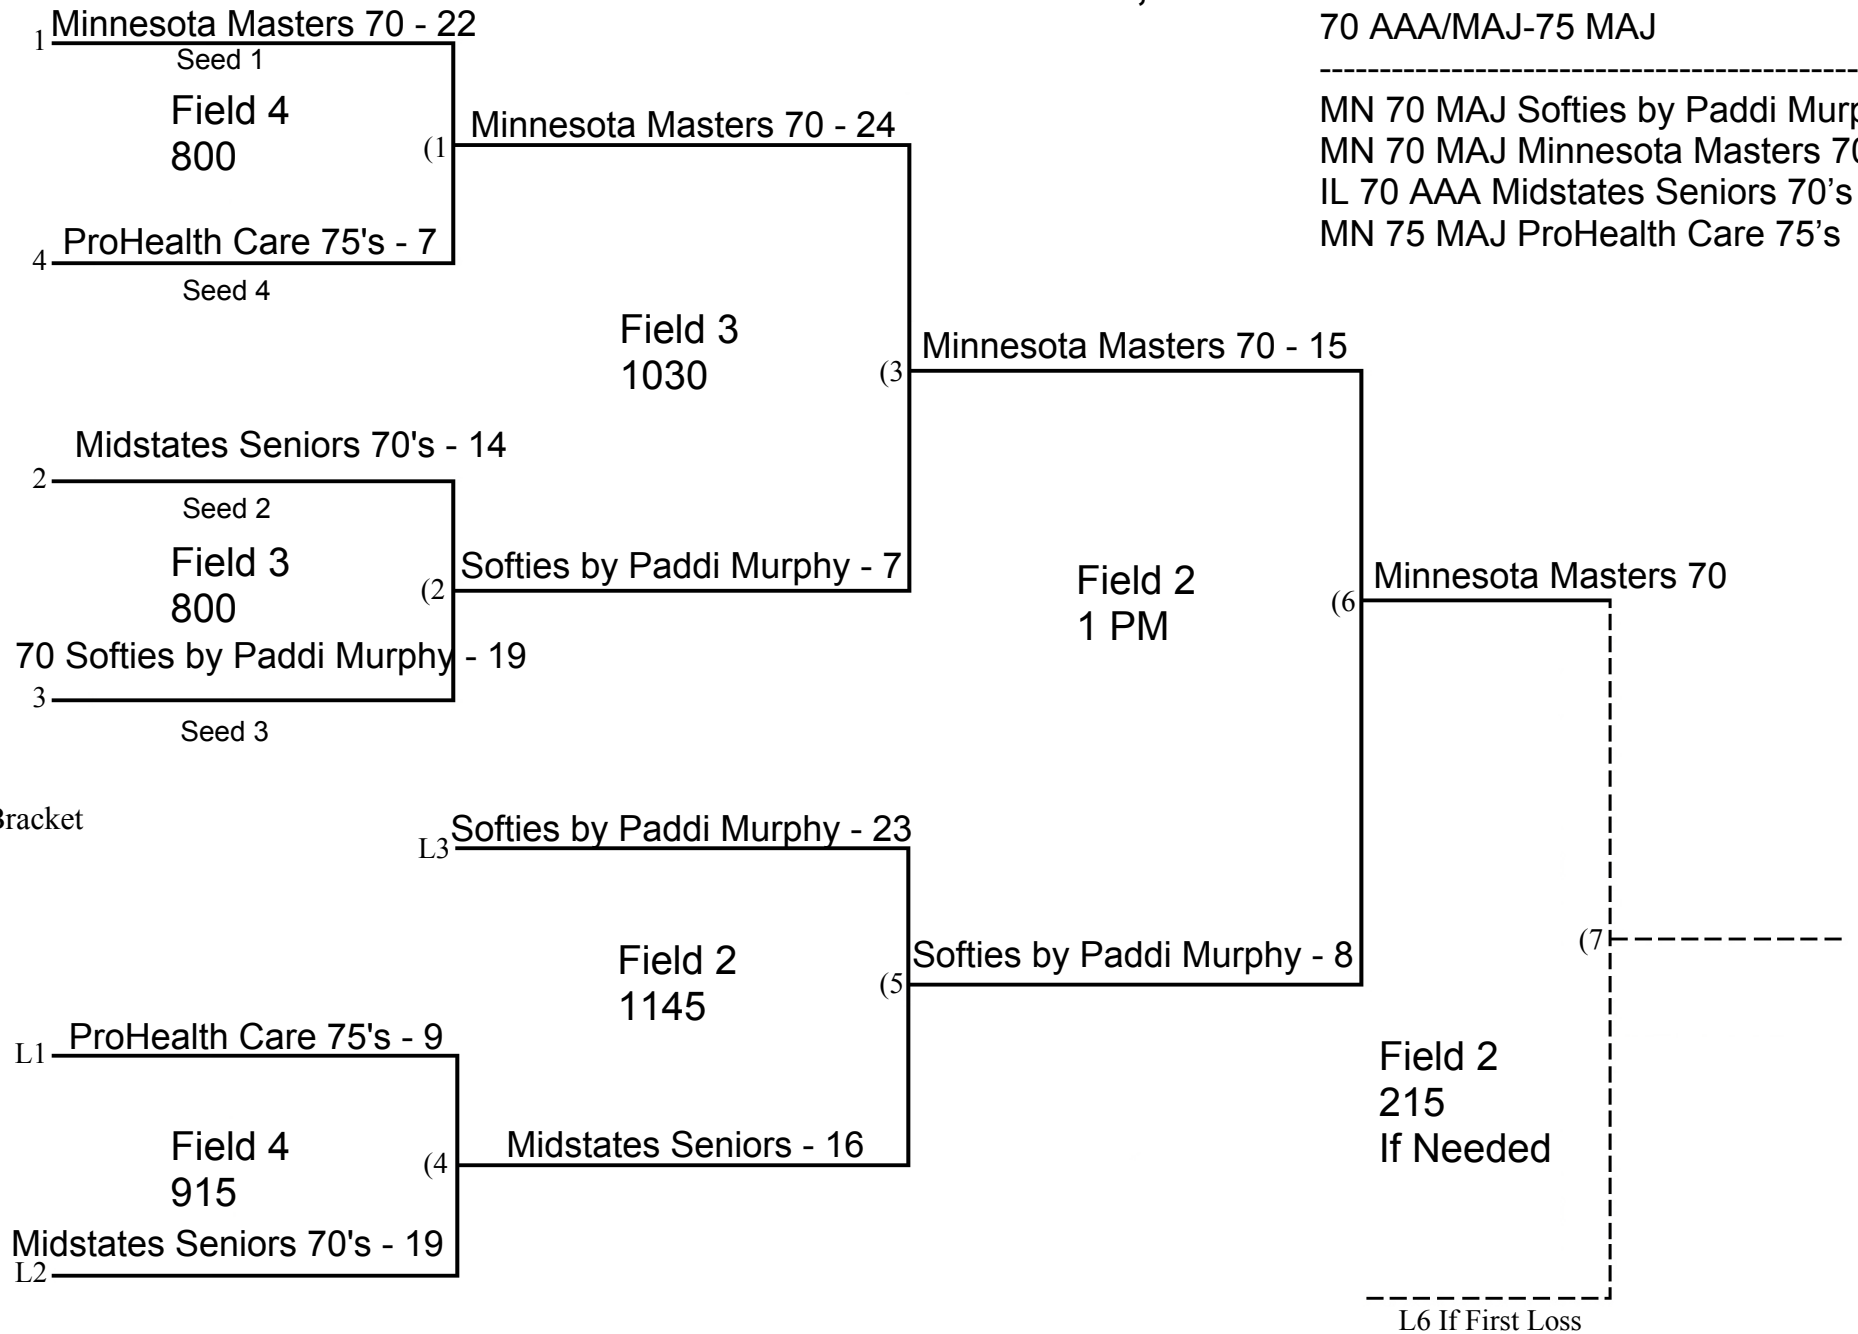 70 AAA/MAJ-75 MAJ
---------------------------------------------
MN 70 MAJ Softies by Paddi
MN 70 MAJ Minnesota Masters
IL 70 AAA Midstates Seniors 70’s
MN 75 MAJ ProHealth Care 75’s
1 Minnesota Masters 70 - 22
Seed 1
Field 4
800
(1
4 ProHealth Care 75's - 7
Seed 4
Minnesota Masters 70 - 24
Field 3
1030
(3
Midstates Seniors 70's - 14
2
Seed 2
Field 3
800
(2
70 Softies by Paddi Murphy - 19
3
Seed 3
Softies by Paddi Murphy - 7
Minnesota Masters 70 - 15
Field 2
1 PM
(6
Minnesota Masters 70
L3 Softies by Paddi Murphy - 23
Field 2
1145
(5
Softies by Paddi Murphy - 8
L1 ProHealth Care 75's - 9
Field 4
915
(4
Midstates Seniors - 16
Midstates Seniors 70's - 19
L2
(7
Field 2
215
If Needed
L6 If First Loss